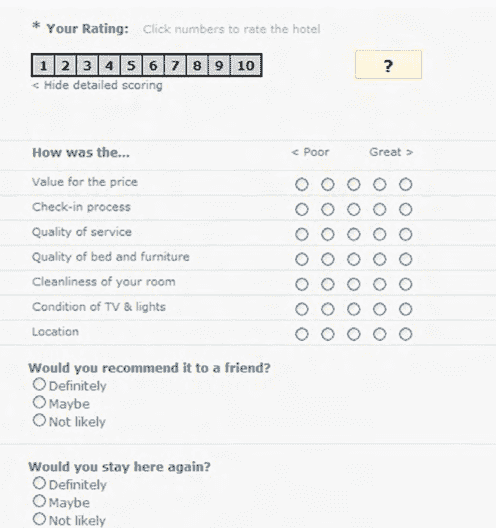 * Your Rating: Click numbers to rate the hotel
1 2 3 4 5 6 7 8 9 10 ?
< Hide detailed scoring
How was the... < Poor Great >
Value for the price
Check-in process
Quality of service
Quality of bed and furniture
Cleanliness of your room
Condition of TV & lights
Location
Would you recommend it to a friend?
Definitely
Maybe
Not likely
Would you stay here again?
Definitely
Maybe
Not likely